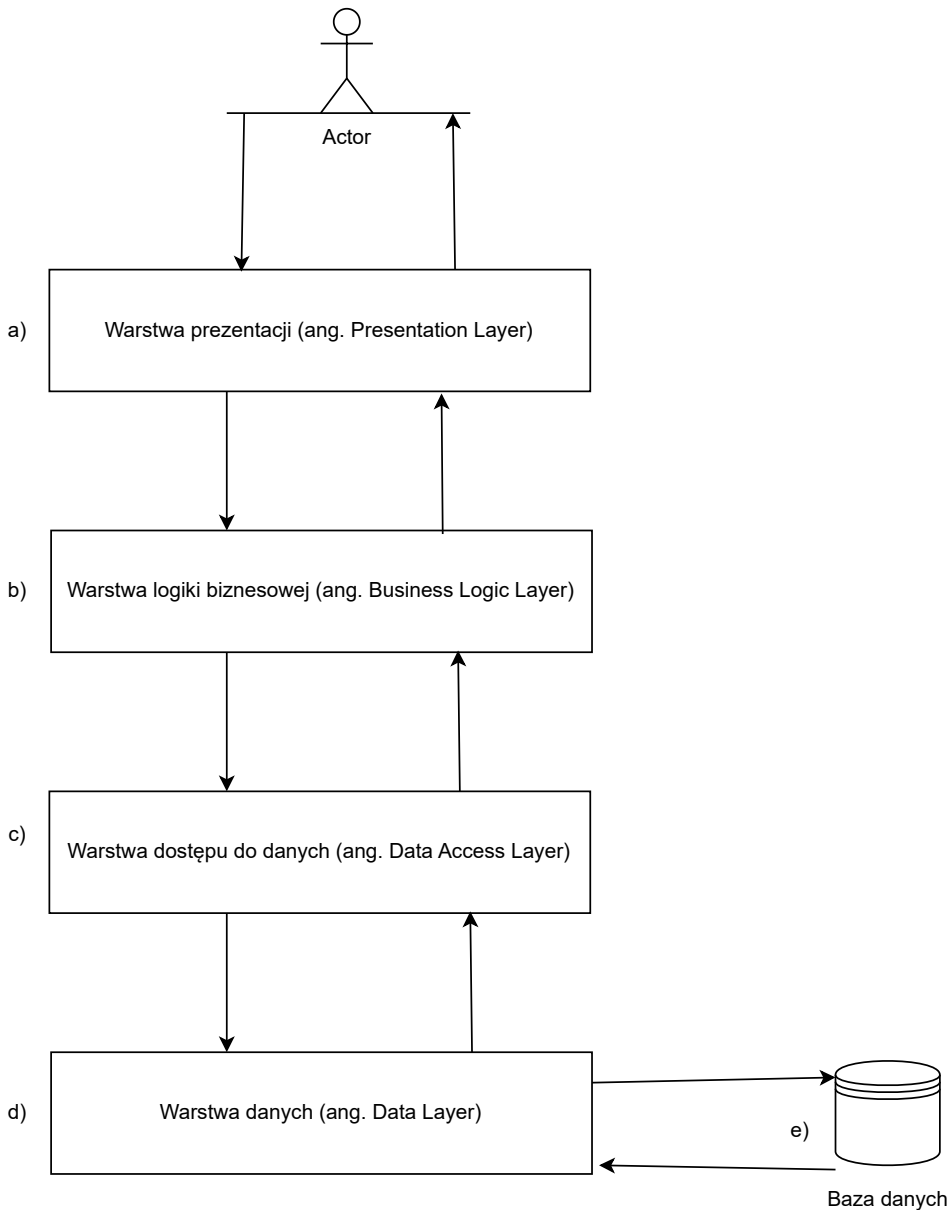 Actor
a)
Warstwa prezentacji (ang. Presentation Layer)
b)
Warstwa logiki biznesowej (ang. Business Logic Layer)
c)
Warstwa dostępu do danych (ang. Data Access Layer)
d)
Warstwa danych (ang. Data Layer)
e)
Baza danych